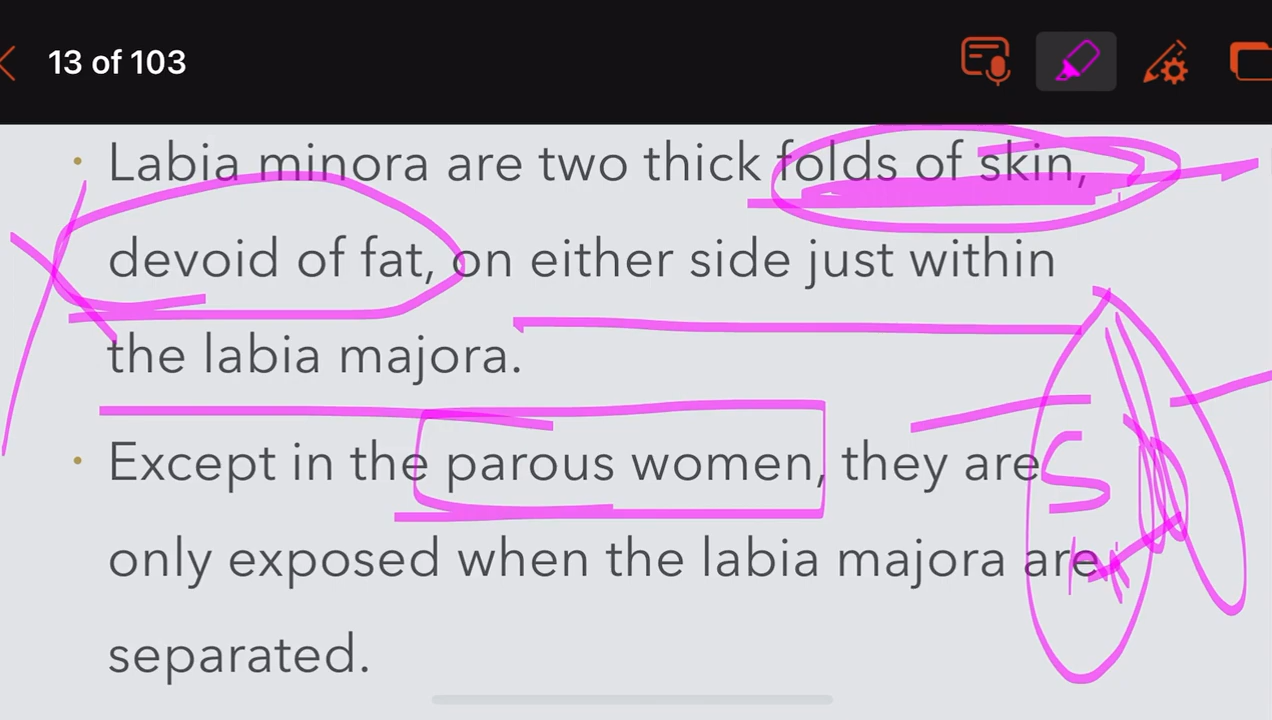 13 of 103
• Labia minora are two thick folds of skin,
devoid of fat, on either side just within
the labia majora.
• Except in the parous women, they are
only exposed when the labia majora are
separated.